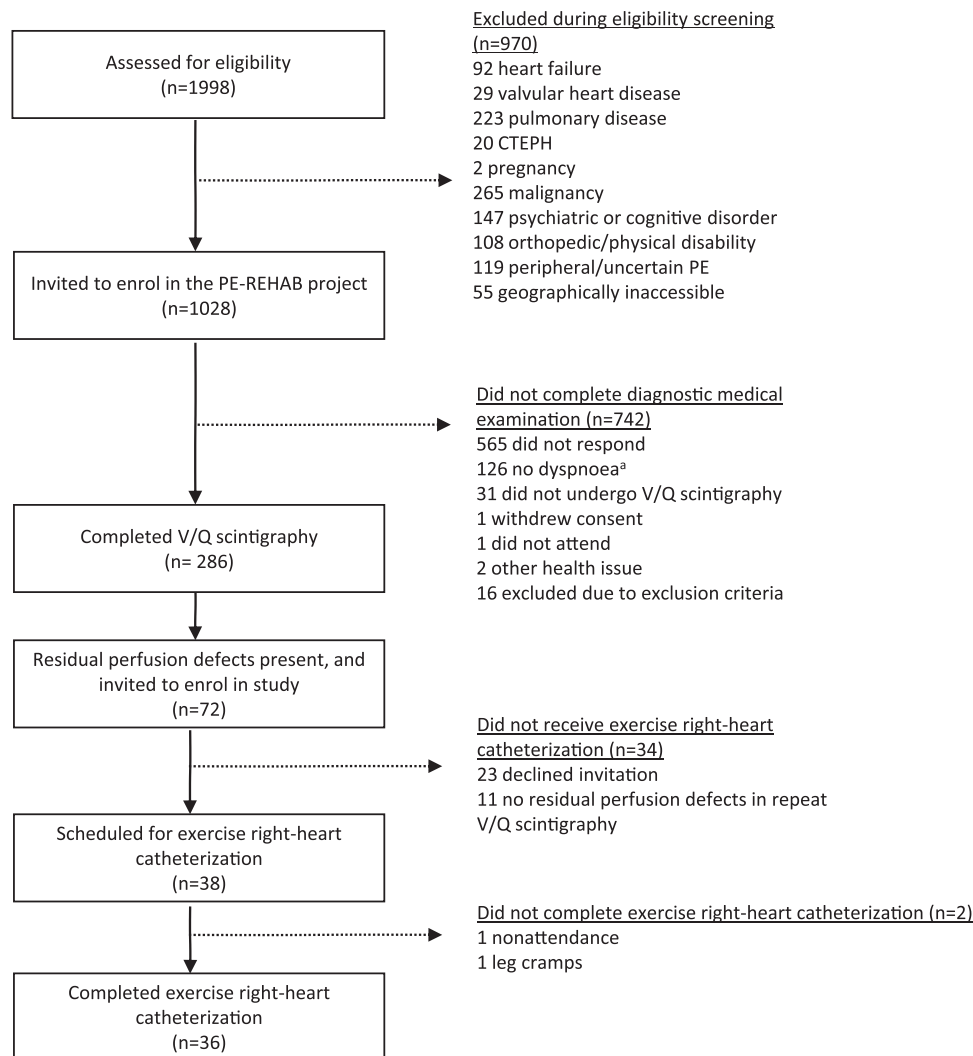 Assessed for eligibility
(n=1998)
Excluded during eligibility screening
(n=970)
92 heart failure
29 valvular heart disease
223 pulmonary disease
20 CTEPH
2 pregnancy
265 malignancy
147 psychiatric or cognitive disorder
108 orthopedic/physical disability
119 peripheral/uncertain PE
55 geographically inaccessible
Invited to enrol in the PE-REHAB project
(n=1028)
Did not complete diagnostic medical
examination (n=742)
565 did not respond
126 no dyspnoeaᵃ
31 did not undergo V/Q scintigraphy
1 withdrew consent
1 did not attend
2 other health issue
16 excluded due to exclusion criteria
Completed V/Q scintigraphy
(n= 286)
Residual perfusion defects present, and
invited to enrol in study
(n=72)
Did not receive exercise right-heart
catheterization (n=34)
23 declined invitation
11 no residual perfusion defects in repeat
V/Q scintigraphy
Scheduled for exercise right-heart
catheterization
(n=38)
Did not complete exercise right-heart catheterization (n=2)
1 nonattendance
1 leg cramps
Completed exercise right-heart
catheterization
(n=36)